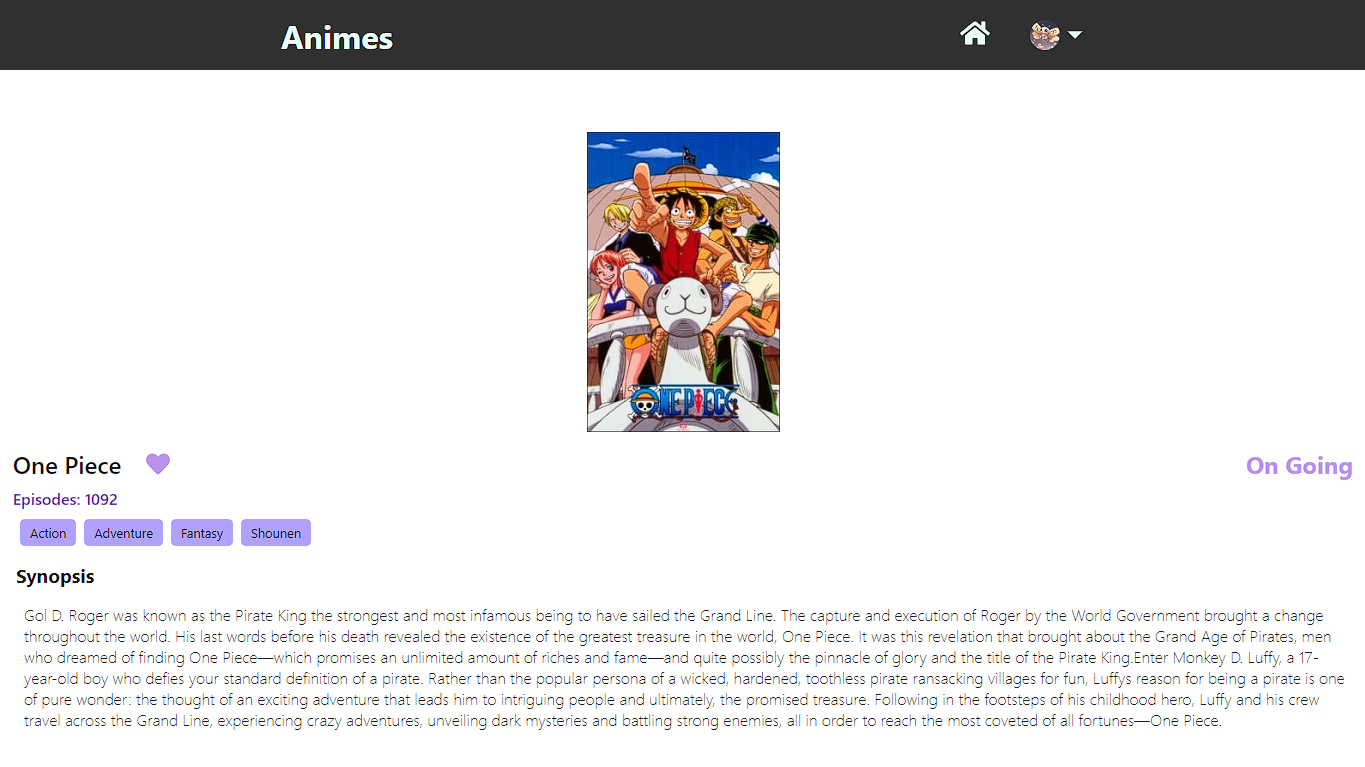 Animes
ONE PIECE
One Piece
On Going
Episodes: 1092
Action Adventure Fantasy Shounen
Synopsis
Gol D. Roger was known as the Pirate King the strongest and most infamous being to have sailed the Grand Line. The capture and execution of Roger by the World Government brought a change
throughout the world. His last words before his death revealed the existence of the greatest treasure in the world, One Piece. It was this revelation that brought about the Grand Age of Pirates, men
who dreamed of finding One Piece—which promises an unlimited amount of riches and fame—and quite possibly the pinnacle of glory and the title of the Pirate King.Enter Monkey D. Luffy, a 17-
year-old boy who defies your standard definition of a pirate. Rather than the popular persona of a wicked, hardened, toothless pirate ransacking villages for fun, Luffys reason for being a pirate is one
of pure wonder: the thought of an exciting adventure that leads him to intriguing people and ultimately, the promised treasure. Following in the footsteps of his childhood hero, Luffy and his crew
travel across the Grand Line, experiencing crazy adventures, unveiling dark mysteries and battling strong enemies, all in order to reach the most coveted of all fortunes—One Piece.